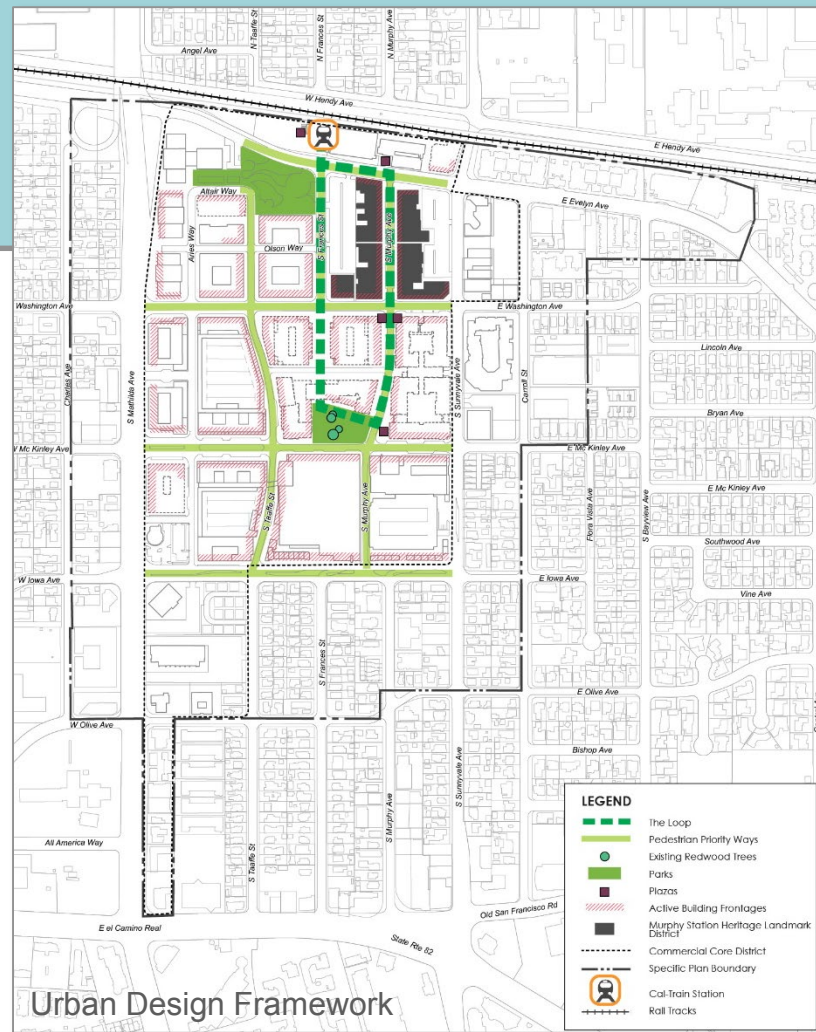 N Taaffe St
N Frances St
N Murphy Ave
Angel Ave
W Hendy Ave
E Hendy Ave
Altair Way
E Evelyn Ave
Aries Way
Olson Way
S Murphy Ave
Washington Ave
E Washington Ave
Lincoln Ave
Charles Ave
S Mathilda Ave
S Sunnyvale Ave
Carroll St
Bryan Ave
W Mc Kinley Ave
E Mc Kinley Ave
E Mc Kinley Ave
S Taaffe St
S Murphy Ave
Flora Vista Ave
S Bayview Ave
Southwood Ave
W Iowa Ave
E Iowa Ave
Vine Ave
S Frances St
E Olive Ave
W Olive Ave
Bishop Ave
S Sunnyvale Ave
S Murphy Ave
All America Way
S Taaffe St
Old San Francisco Rd
E el Camino Real
State Rte 82
LEGEND
The Loop
Pedestrian Priority Ways
Existing Redwood Trees
Parks
Plazas
Active Building Frontages
Murphy Station Heritage Landmark
District
Commercial Core District
Specific Plan Boundary
Cal-Train Station
Rail Tracks
Urban Design Framework